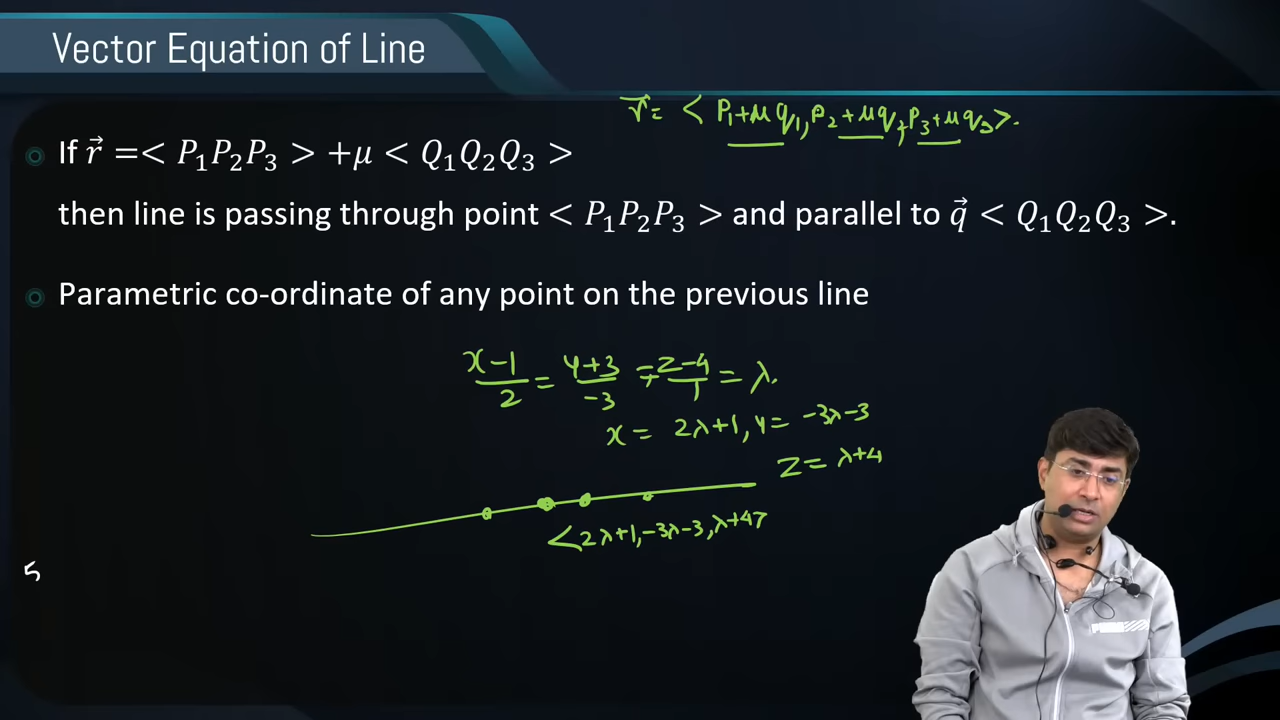 Vector Equation of Line
r⃗ = < P₁+μq₁, P₂+μq, P₃+μq₃>.
If r⃗ =< P₁P₂P₃ > +μ < Q₁Q₂Q₃ >
then line is passing through point < P₁P₂P₃ > and parallel to q⃗ < Q₁Q₂Q₃ >.
Parametric co-ordinate of any point on the previous line
x-1/2 = y+3/-3 = z-4/1 = λ.
x = 2λ+1, y = -3λ-3
z = λ+4
<2λ+1, -3λ-3, λ+4>
5